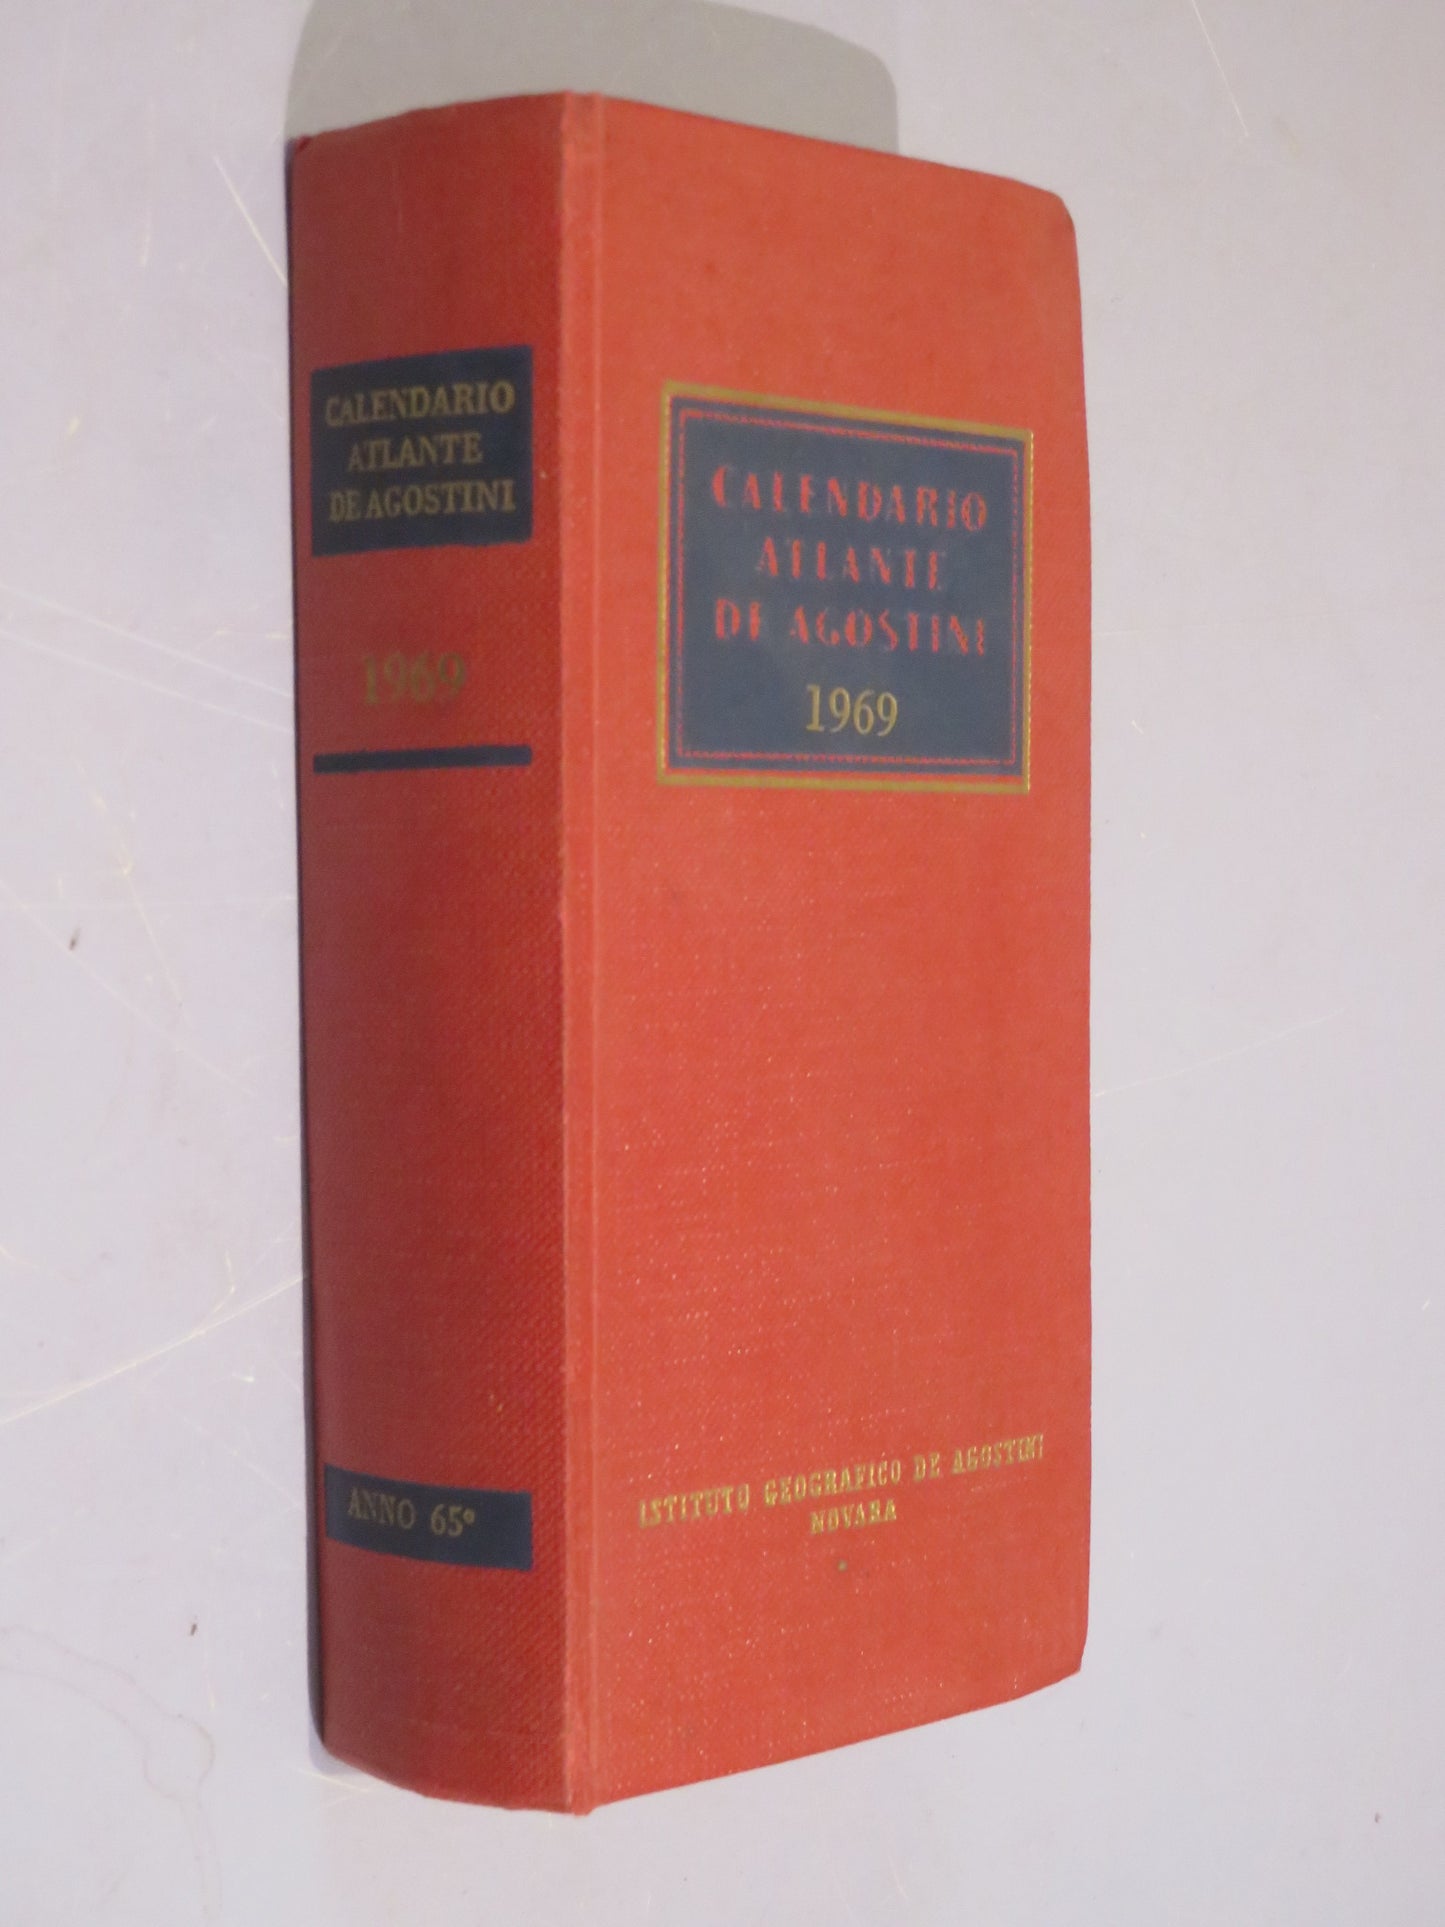 CALENDARIO
ATLANTE
DE AGOSTINI
1969
ANNO 65°
CALENDARIO
ATLANTE
DE AGOSTINI
1969
ISTITUTO GEOGRAFICO DE AGOSTINI
NOVARA